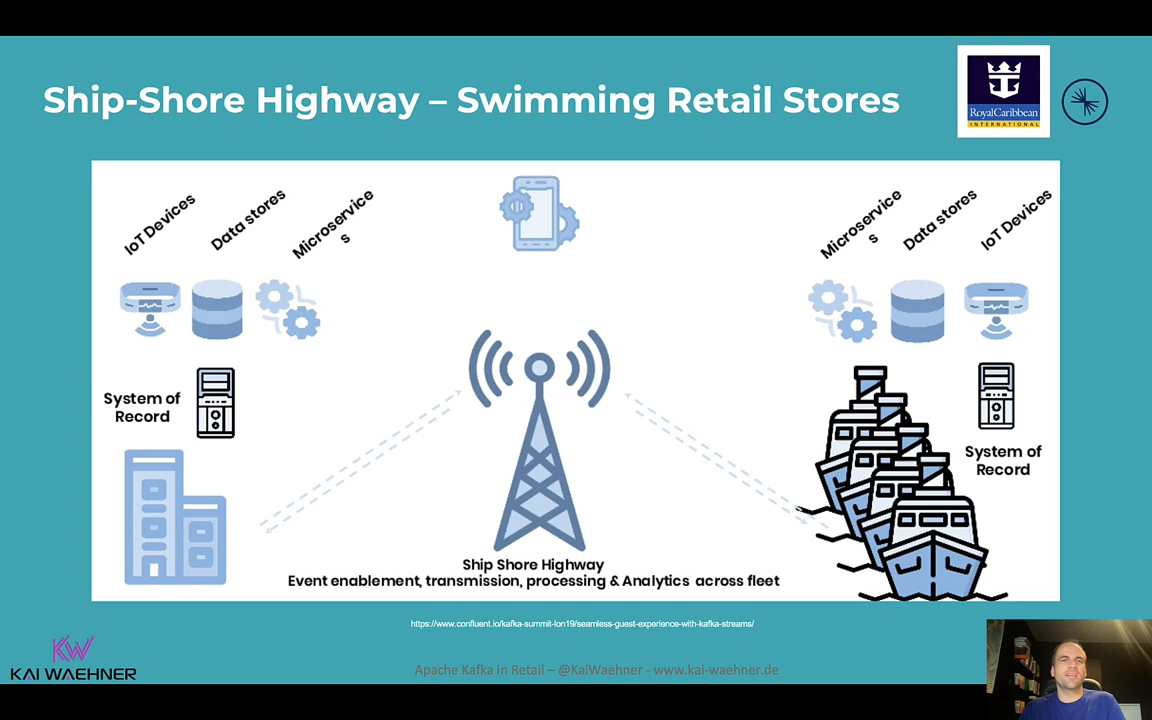 Ship-Shore Highway – Swimming Retail Stores
RoyalCaribbean
INTERNATIONAL
IoT Devices
Data stores
Microservice
s
Microservice
s
Data stores
IoT Devices
System of
Record
System of
Record
Ship Shore Highway
Event enablement, transmission, processing & Analytics across fleet
https://www.confluent.io/kafka-summit-lon19/seamless-guest-experience-with-kafka-streams/
KW
KAI WAEHNER
Apache Kafka in Retail – @KaiWaehner - www.kai-waehner.de